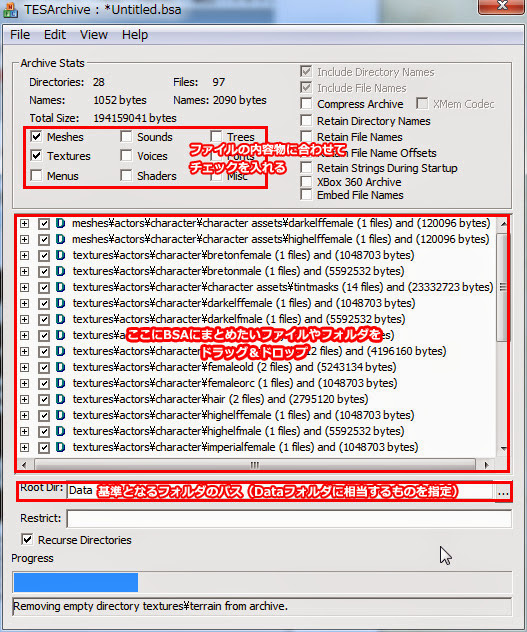 TESArchive : *Untitled.bsa
File Edit View Help
Archive Stats
Directories: 28 Files: 97
Names: 1052 bytes Names: 2090 bytes
Total Size: 194159041 bytes
Meshes Sounds Trees
Textures Voices Fonts
Menus Shaders Misc
ファイルの内容物に合わせて
チェックを入れる
Include Directory Names
Include File Names
Compress Archive XMem Codec
Retain Directory Names
Retain File Names
Retain File Name Offsets
Retain Strings During Startup
XBox 360 Archive
Embed File Names
meshes¥actors¥character¥character assets¥darkelffemale (1 files) and (120096 bytes)
meshes¥actors¥character¥character assets¥highelffemale (1 files) and (120096 bytes)
textures¥actors¥character¥bretonfemale (1 files) and (1048703 bytes)
textures¥actors¥character¥bretonmale (1 files) and (5592532 bytes)
textures¥actors¥character¥character assets¥tintmasks (14 files) and (23332723 bytes)
textures¥actors¥character¥darkelffemale (1 files) and (1048703 bytes)
textures¥actors¥character¥darkelfmale (1 files) and (5592532 bytes)
ここにBSAにまとめたいファイルやフォルダを
ドラッグ＆ドロップ
2 files) and (4196160 bytes)
textures¥actors¥character¥femaleold (2 files) and (5243134 bytes)
textures¥actors¥character¥femaleorc (1 files) and (1048703 bytes)
textures¥actors¥character¥hair (2 files) and (2795120 bytes)
textures¥actors¥character¥highelffemale (1 files) and (1048703 bytes)
textures¥actors¥character¥highelfmale (1 files) and (5592532 bytes)
textures¥actors¥character¥imperialfemale (1 files) and (1048703 bytes)
Root Dir: Data 基準となるフォルダのパス（Dataフォルダに相当するものを指定） ...
Restrict:
Recurse Directories
Progress
Removing empty directory textures¥terrain from archive.